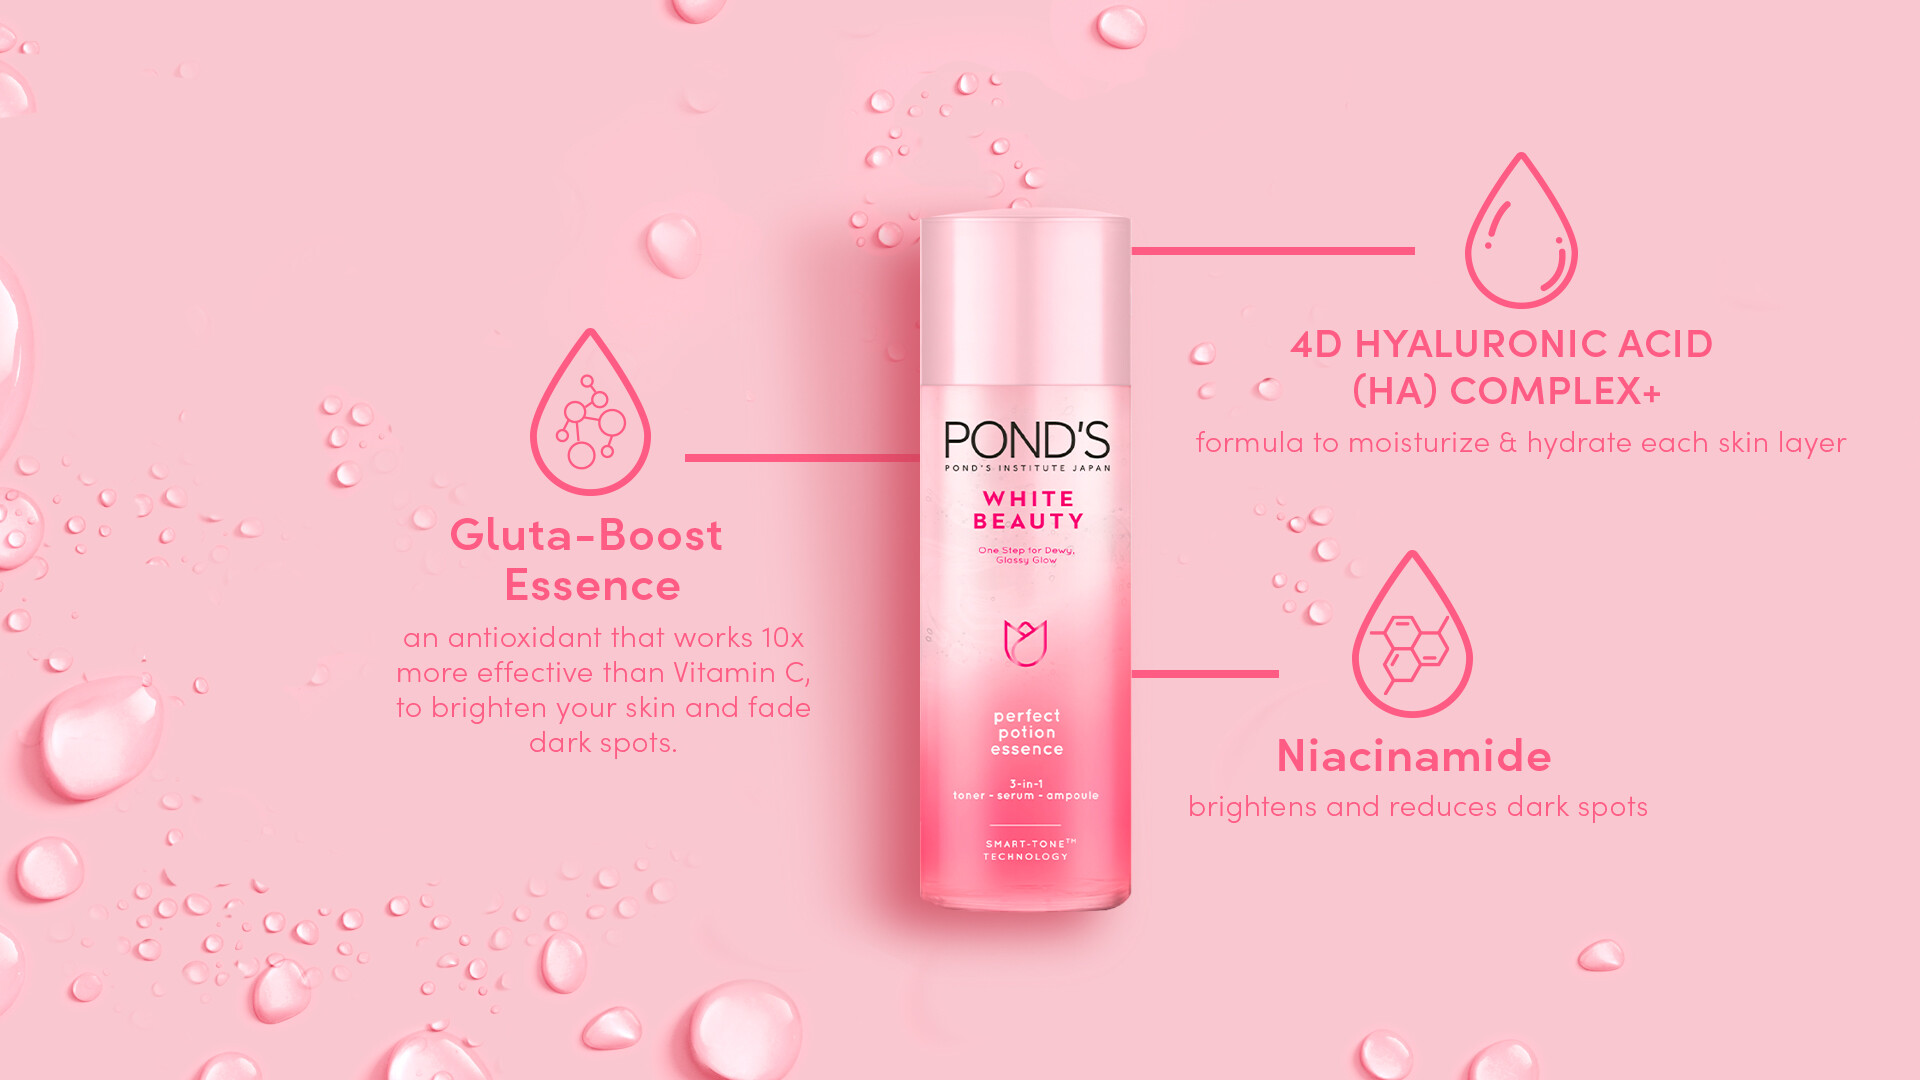 Gluta-Boost
Essence
an antioxidant that works 10x
more effective than Vitamin C,
to brighten your skin and fade
dark spots.
POND'S
POND'S INSTITUTE JAPAN
WHITE
BEAUTY
One Step for Dewy,
Glassy Glow
perfect
potion
essence
3-in-1
toner - serum - ampoule
SMART-TONE™
TECHNOLOGY
4D HYALURONIC ACID
(HA) COMPLEX+
formula to moisturize & hydrate each skin layer
Niacinamide
brightens and reduces dark spots